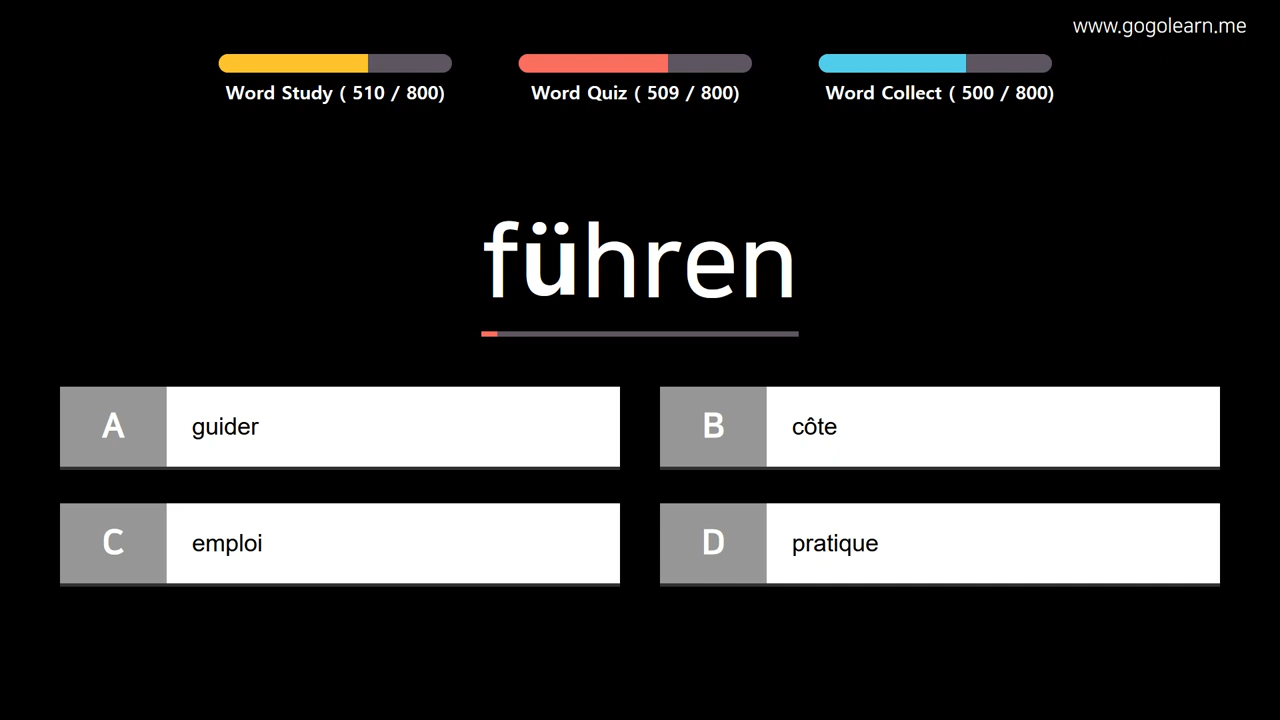 www.gogolearn.me
Word Study ( 510 / 800)
Word Quiz ( 509 / 800)
Word Collect ( 500 / 800)
führen
A guider
B côte
C emploi
D pratique